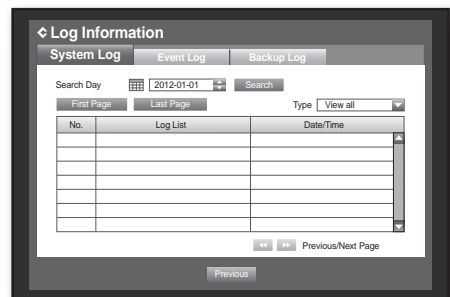 Log Information
System Log Event Log Backup Log
Search Day 2012-01-01 Search
First Page Last Page Type View all
No. Log List Date/Time
Previous/Next Page
Previous